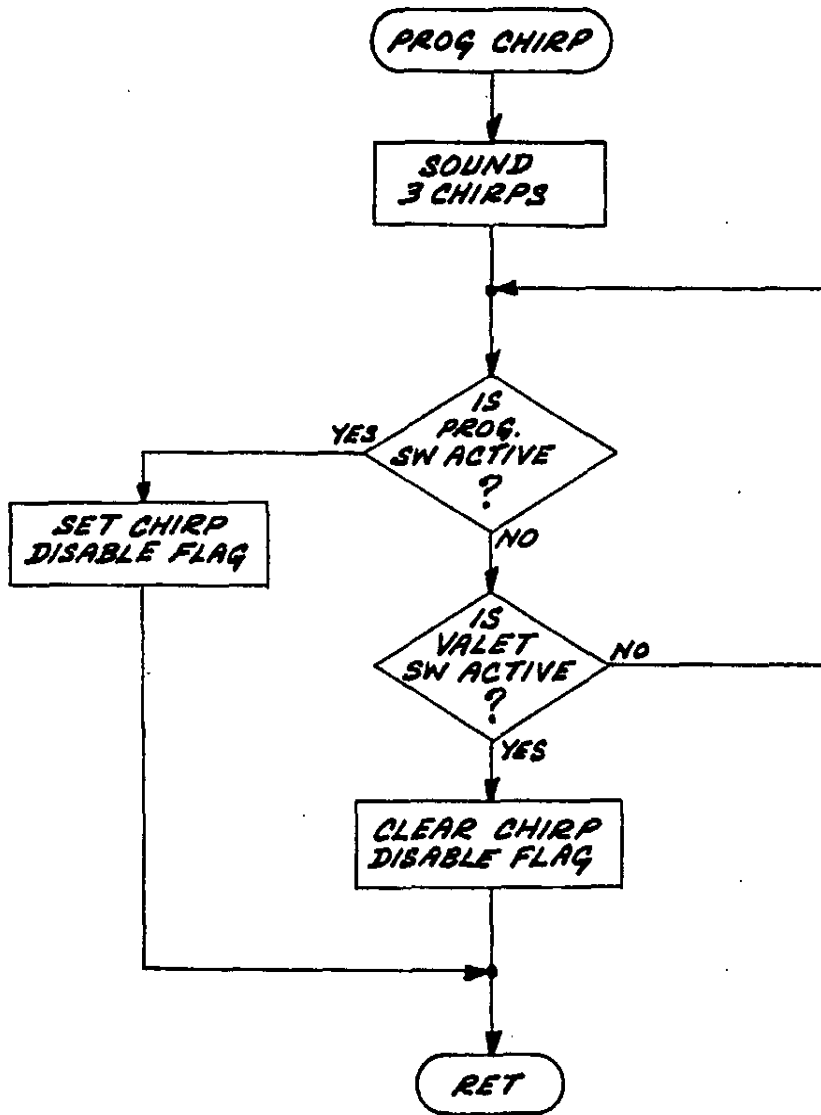 PROG CHIRP
SOUND
3 CHIRPS
IS
PROG.
SW ACTIVE
?
YES
NO
SET CHIRP
DISABLE FLAG
IS
VALET
SW ACTIVE
?
NO
YES
CLEAR CHIRP
DISABLE FLAG
RET